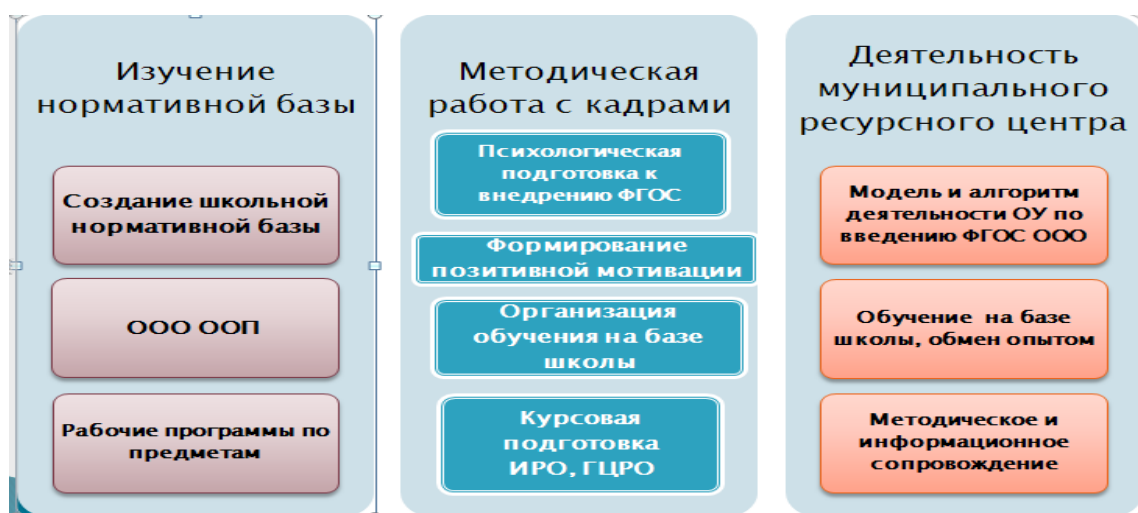 Изучение
нормативной базы
Создание школьной
нормативной базы
ООО ООП
Рабочие программы по
предметам
Методическая
работа с кадрами
Психологическая
подготовка к
внедрению ФГОС
Формирование
позитивной мотивации
Организация
обучения на базе
школы
Курсовая
подготовка
ИРО, ГЦРО
Деятельность
муниципального
ресурсного центра
Модель и алгоритм
деятельности ОУ по
введению ФГОС ООО
Обучение на базе
школы, обмен опытом
Методическое и
информационное
сопровождение